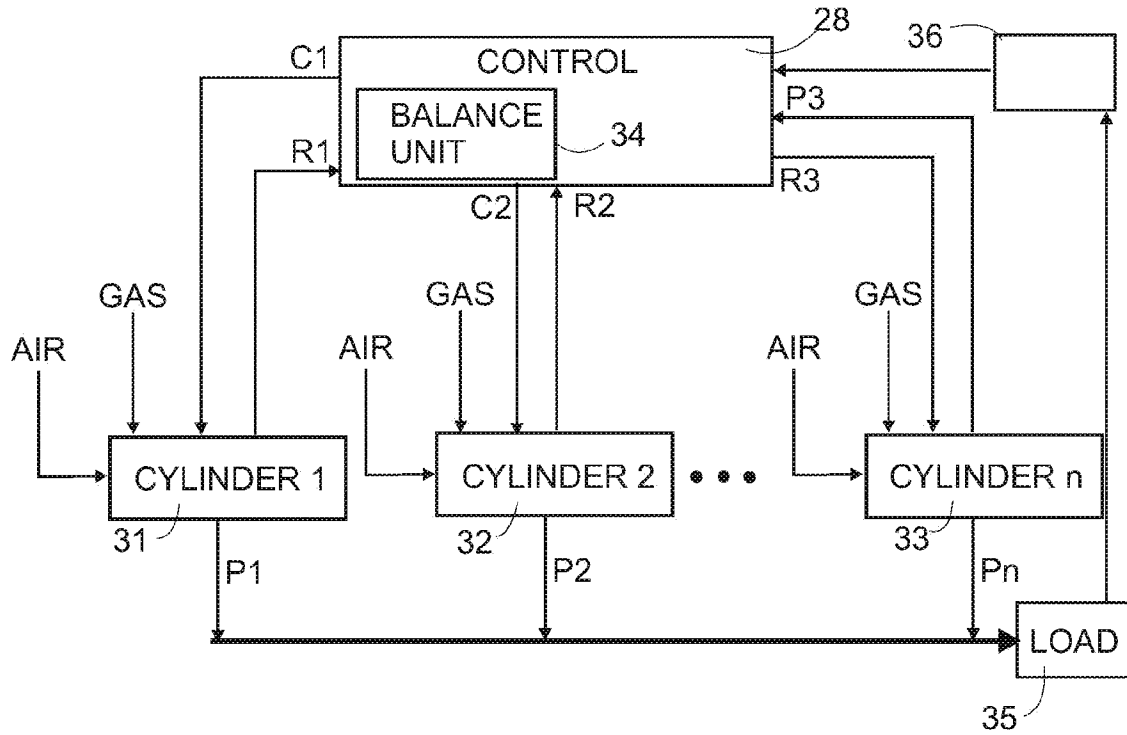 28
36
C1
CONTROL
P3
BALANCE
UNIT
34
R1
R3
C2
R2
GAS
GAS
GAS
AIR
AIR
AIR
CYLINDER 1
CYLINDER 2
CYLINDER n
31
32
33
P1
P2
Pn
LOAD
35